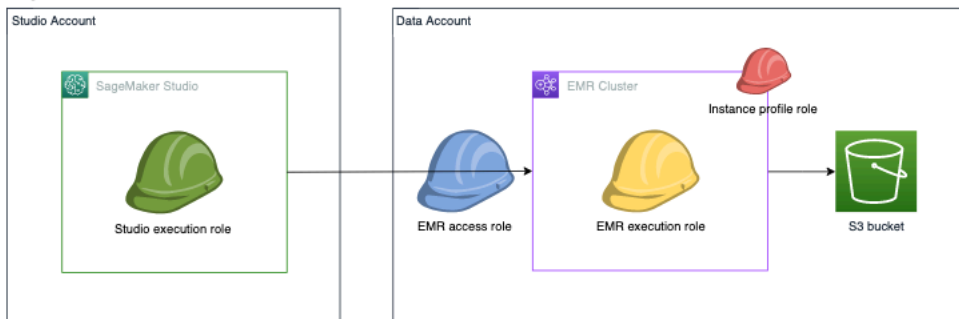 Studio Account
Data Account
SageMaker Studio
EMR Cluster
Instance profile role
Studio execution role
EMR access role
EMR execution role
S3 bucket